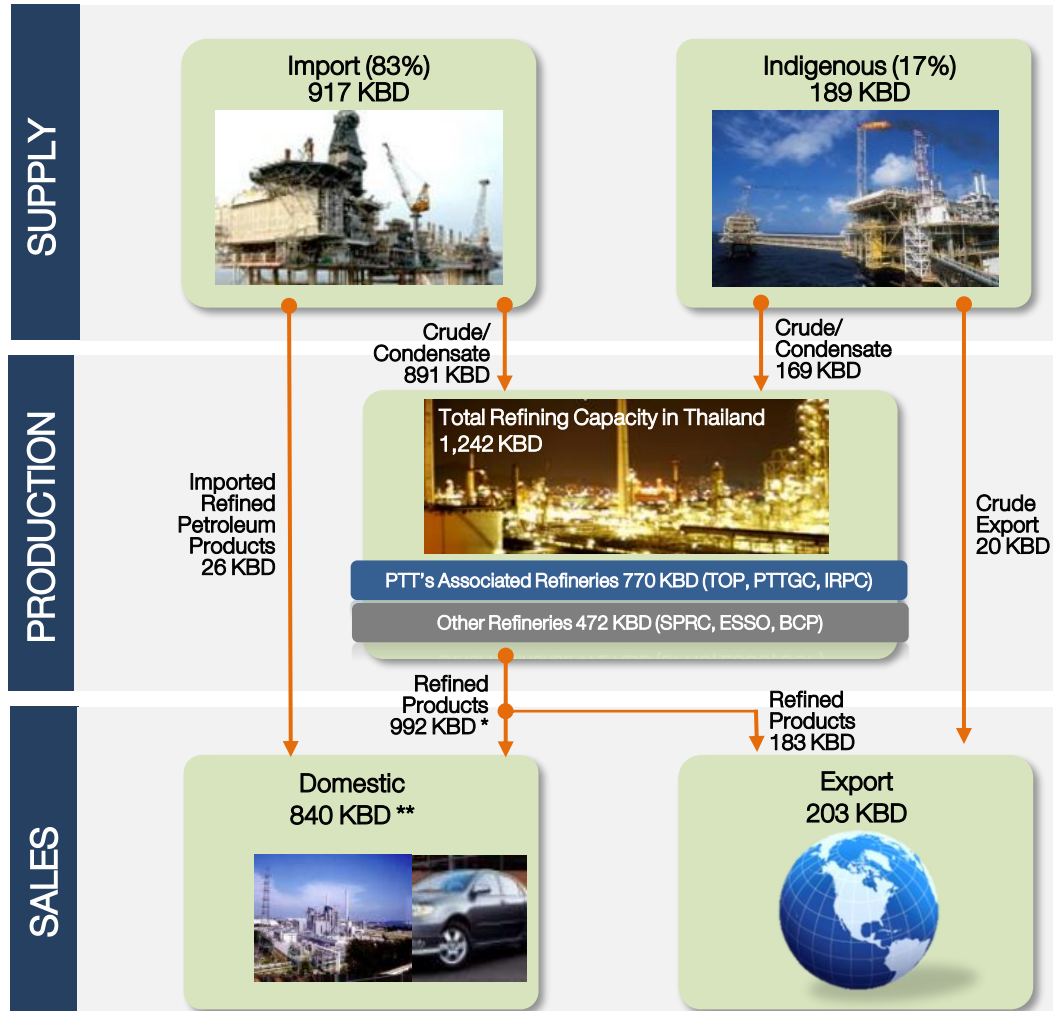 SUPPLY
Import (83%)
917 KBD
Indigenous (17%)
189 KBD
Crude/
Condensate
891 KBD
Crude/
Condensate
169 KBD
PRODUCTION
Total Refining Capacity in Thailand
1,242 KBD
Imported
Refined
Petroleum
Products
26 KBD
Crude
Export
20 KBD
PTT's Associated Refineries 770 KBD (TOP, PTTGC, IRPC)
Other Refineries 472 KBD (SPRC, ESSO, BCP)
Refined
Products
992 KBD *
Refined
Products
183 KBD
SALES
Domestic
840 KBD **
Export
203 KBD